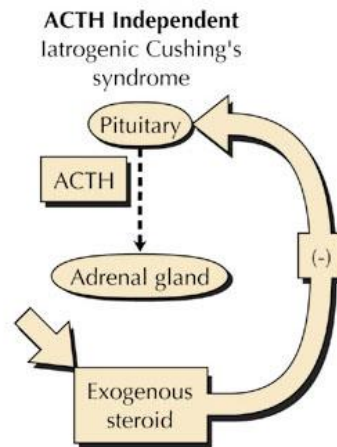 ACTH Independent
Iatrogenic Cushing's
syndrome
Pituitary
ACTH
(-)
Adrenal gland
Exogenous
steroid